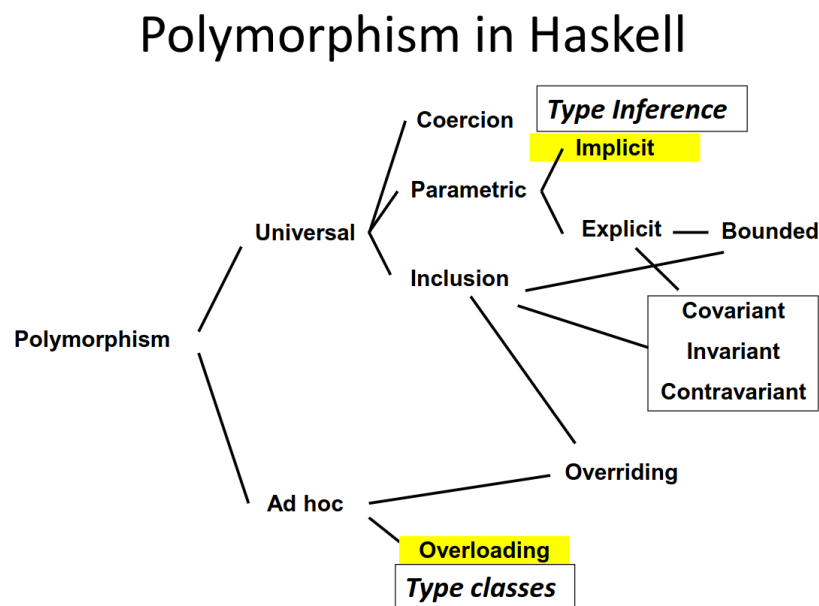 Polymorphism in Haskell
Coercion
Type Inference
Implicit
Parametric
Explicit
Bounded
Universal
Inclusion
Covariant
Invariant
Contravariant
Polymorphism
Overriding
Ad hoc
Overloading
Type classes